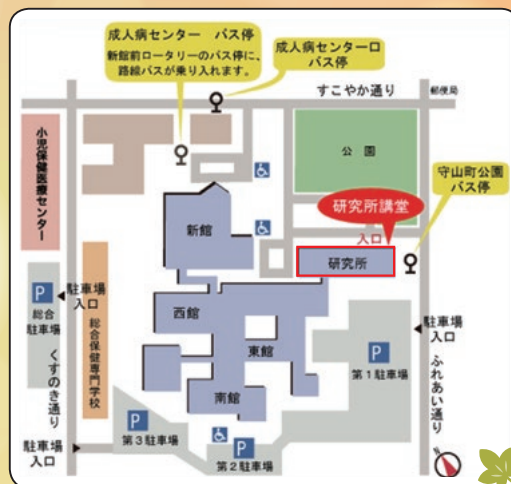 成人病センター バス停
新館前ロータリーのバス停に、
路線バスが乗り入れます。
成人病センター口
バス停
すこやか通り
郵便局
小児保健医療センター
公園
守山町公園
バス停
研究所講堂
入口
新館
研究所
P
総合
駐車場
駐車場
入口
総合保健専門学校
西館
東館
南館
くすのき通り
P
第1駐車場
駐車場
入口
ふれあい通り
駐車場
入口
P
第3駐車場
P
第2駐車場